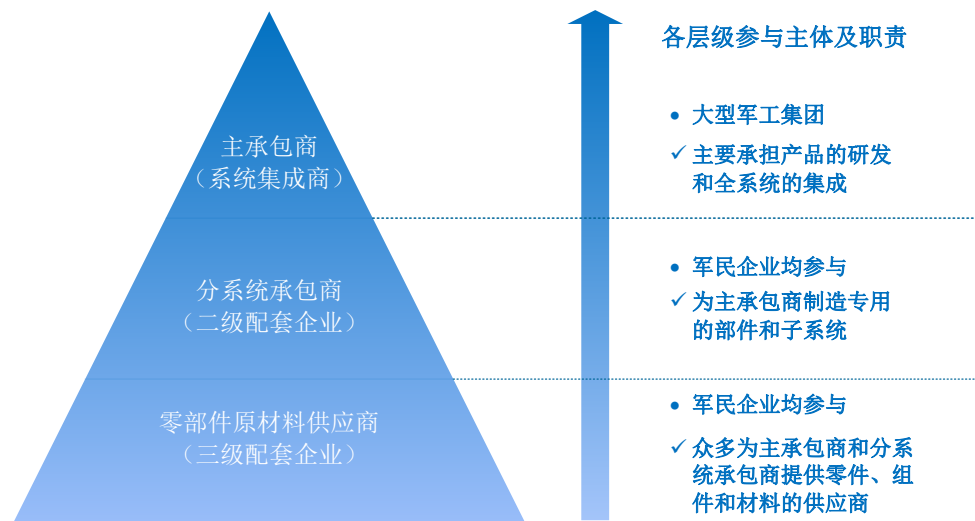 各层级参与主体及职责
主承包商
（系统集成商）
• 大型军工集团
✓ 主要承担产品的研发
和全系统的集成
分系统承包商
（二级配套企业）
• 军民企业均参与
✓ 为主承包商制造专用
的部件和子系统
零部件原材料供应商
（三级配套企业）
• 军民企业均参与
✓ 众多为主承包商和分系
统承包商提供零件、组
件和材料的供应商